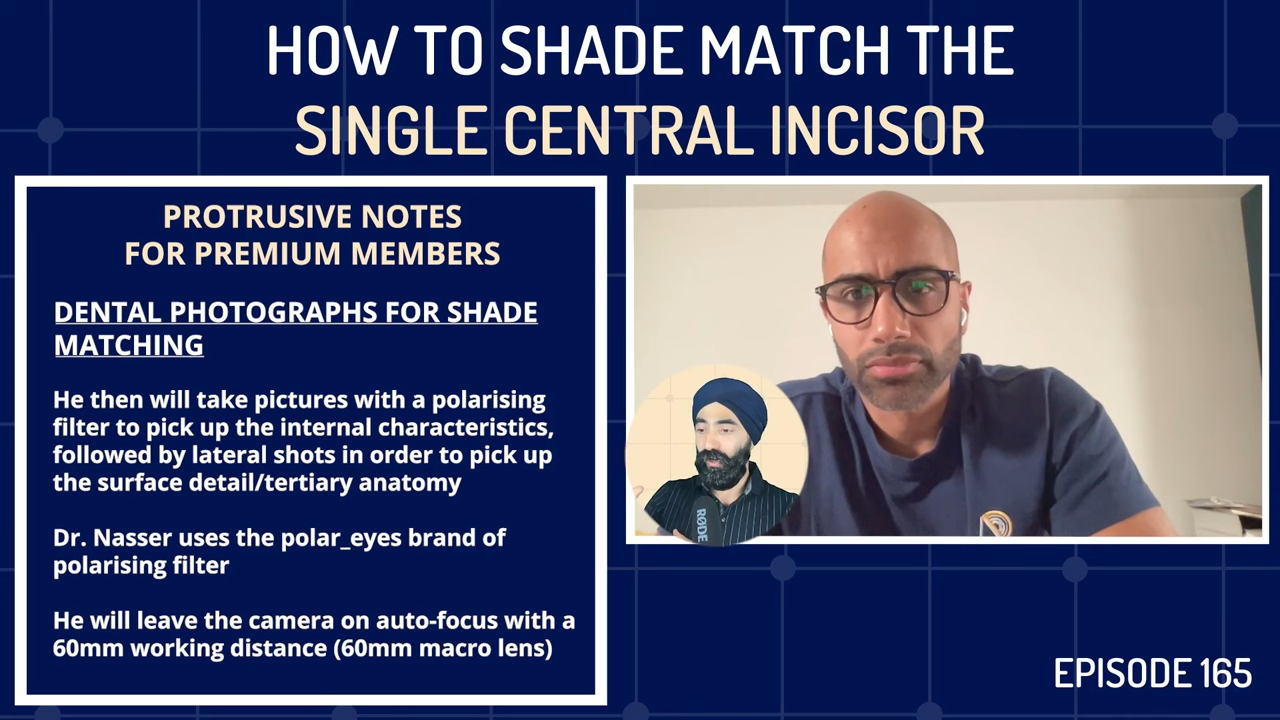 HOW TO SHADE MATCH THE
SINGLE CENTRAL INCISOR
PROTRUSIVE NOTES
FOR PREMIUM MEMBERS
DENTAL PHOTOGRAPHS FOR SHADE
MATCHING
He then will take pictures with a polarising
filter to pick up the internal characteristics,
followed by lateral shots in order to pick up
the surface detail/tertiary anatomy
Dr. Nasser uses the polar_eyes brand of
polarising filter
He will leave the camera on auto-focus with a
60mm working distance (60mm macro lens)
RØDE
EPISODE 165